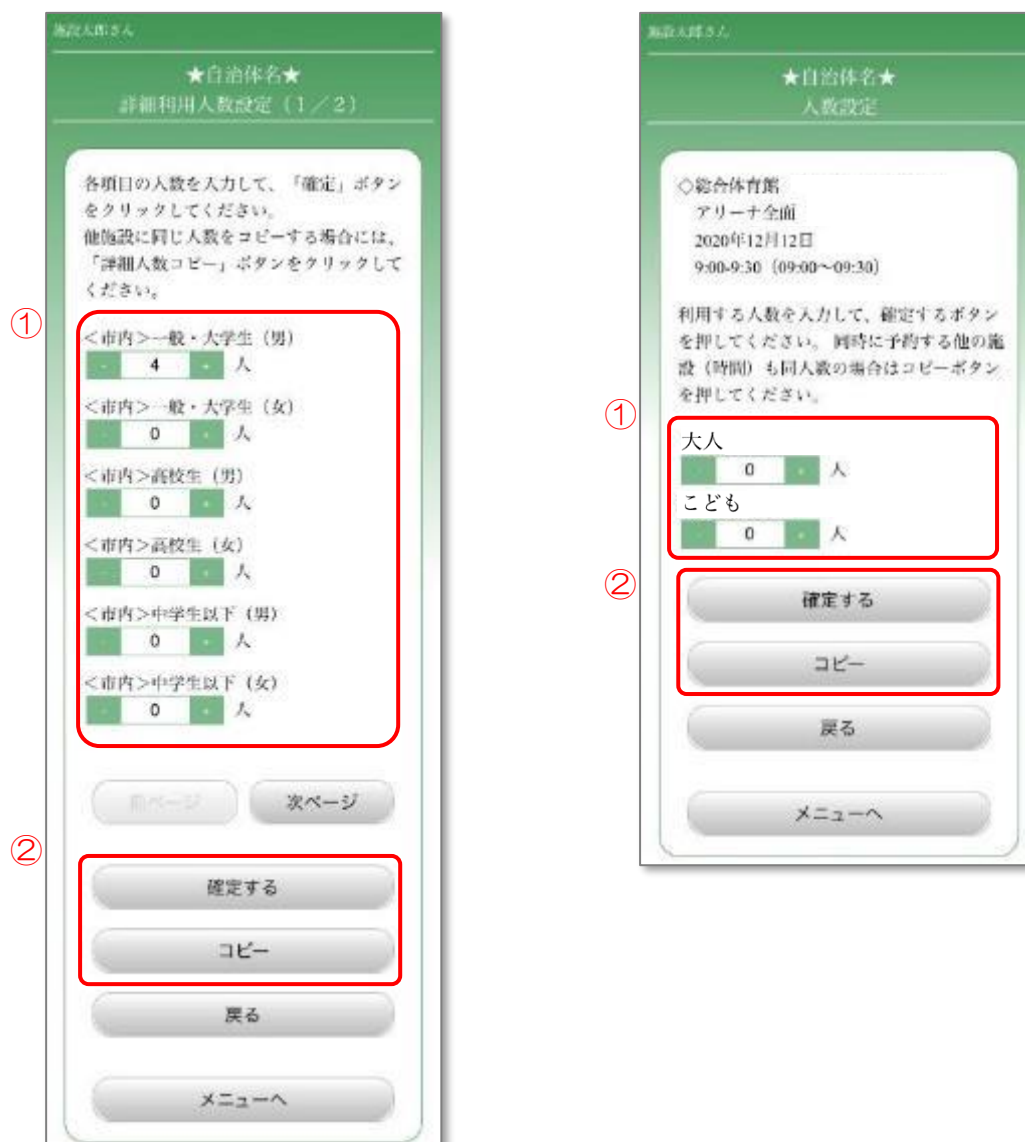 施設太郎さん
★自治体名★
詳細利用人数設定（1／2）
各項目の人数を入力して、「確定」ボタン
をクリックしてください。
他施設に同じ人数をコピーする場合には、
「詳細人数コピー」ボタンをクリックして
ください。
①
＜市内＞一般・大学生（男）
- 4 + 人
＜市内＞一般・大学生（女）
- 0 + 人
＜市内＞高校生（男）
- 0 + 人
＜市内＞高校生（女）
- 0 + 人
＜市内＞中学生以下（男）
- 0 + 人
＜市内＞中学生以下（女）
- 0 + 人
前ページ 次ページ
②
確定する
コピー
戻る
メニューへ
施設太郎さん
★自治体名★
人数設定
◇総合体育館
アリーナ全面
2020年12月12日
9:00-9:30（09:00～09:30）
利用する人数を入力して、確定するボタン
を押してください。 同時に予約する他の施
設（時間）も同人数の場合はコピーボタン
を押してください。
①
大人
- 0 + 人
こども
- 0 + 人
②
確定する
コピー
戻る
メニューへ